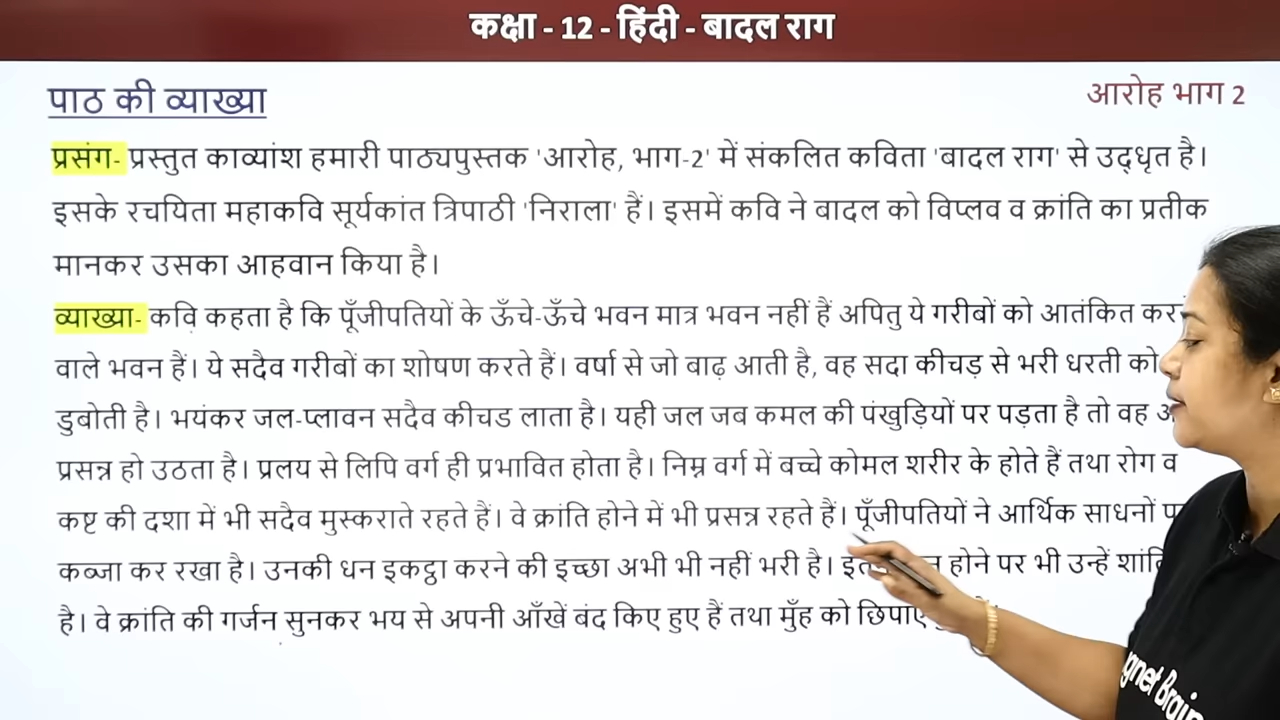 कक्षा - 12 - हिंदी - बादल राग
पाठ की व्याख्या
आरोह भाग 2
प्रसंग- प्रस्तुत काव्यांश हमारी पाठ्यपुस्तक 'आरोह, भाग-2' में संकलित कविता 'बादल राग' से उद्धृत है।
इसके रचयिता महाकवि सूर्यकांत त्रिपाठी 'निराला' हैं। इसमें कवि ने बादल को विप्लव व क्रांति का प्रतीक
मानकर उसका आहवान किया है।
व्याख्या- कवि कहता है कि पूँजीपतियों के ऊँचे-ऊँचे भवन मात्र भवन नहीं हैं अपितु ये गरीबों को आतंकित
वाले भवन हैं। ये सदैव गरीबों का शोषण करते हैं। वर्षा से जो बाढ़ आती है, वह सदा कीचड़ से भरी धरती को
डुबोती है। भयंकर जल-प्लावन सदैव कीचड लाता है। यही जल जब कमल की पंखुड़ियों पर पड़ता है तो वह
प्रसन्न हो उठता है। प्रलय से लिपि वर्ग ही प्रभावित होता है। निम्न वर्ग में बच्चे कोमल शरीर के होते हैं तथा रोग व
कष्ट की दशा में भी सदैव मुस्कराते रहते हैं। वे क्रांति होने में भी प्रसन्न रहते हैं। पूँजीपतियों ने आर्थिक साधनों
कब्जा कर रखा है। उनकी धन इकट्ठा करने की इच्छा अभी भी नहीं भरी है। होने पर भी उन्हें
है। वे क्रांति की गर्जन सुनकर भय से अपनी आँखें बंद किए हुए हैं तथा मुँह को छिपाए